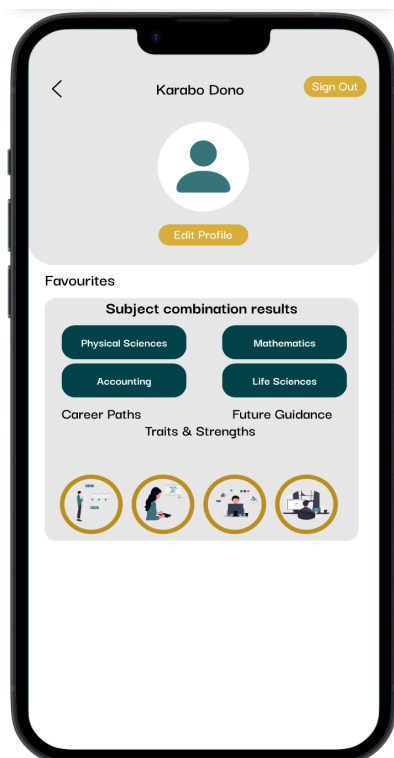 Karabo Dono
Sign Out
Edit Profile
Favourites
Subject combination results
Physical Sciences
Mathematics
Accounting
Life Sciences
Career Paths
Future Guidance
Traits & Strengths